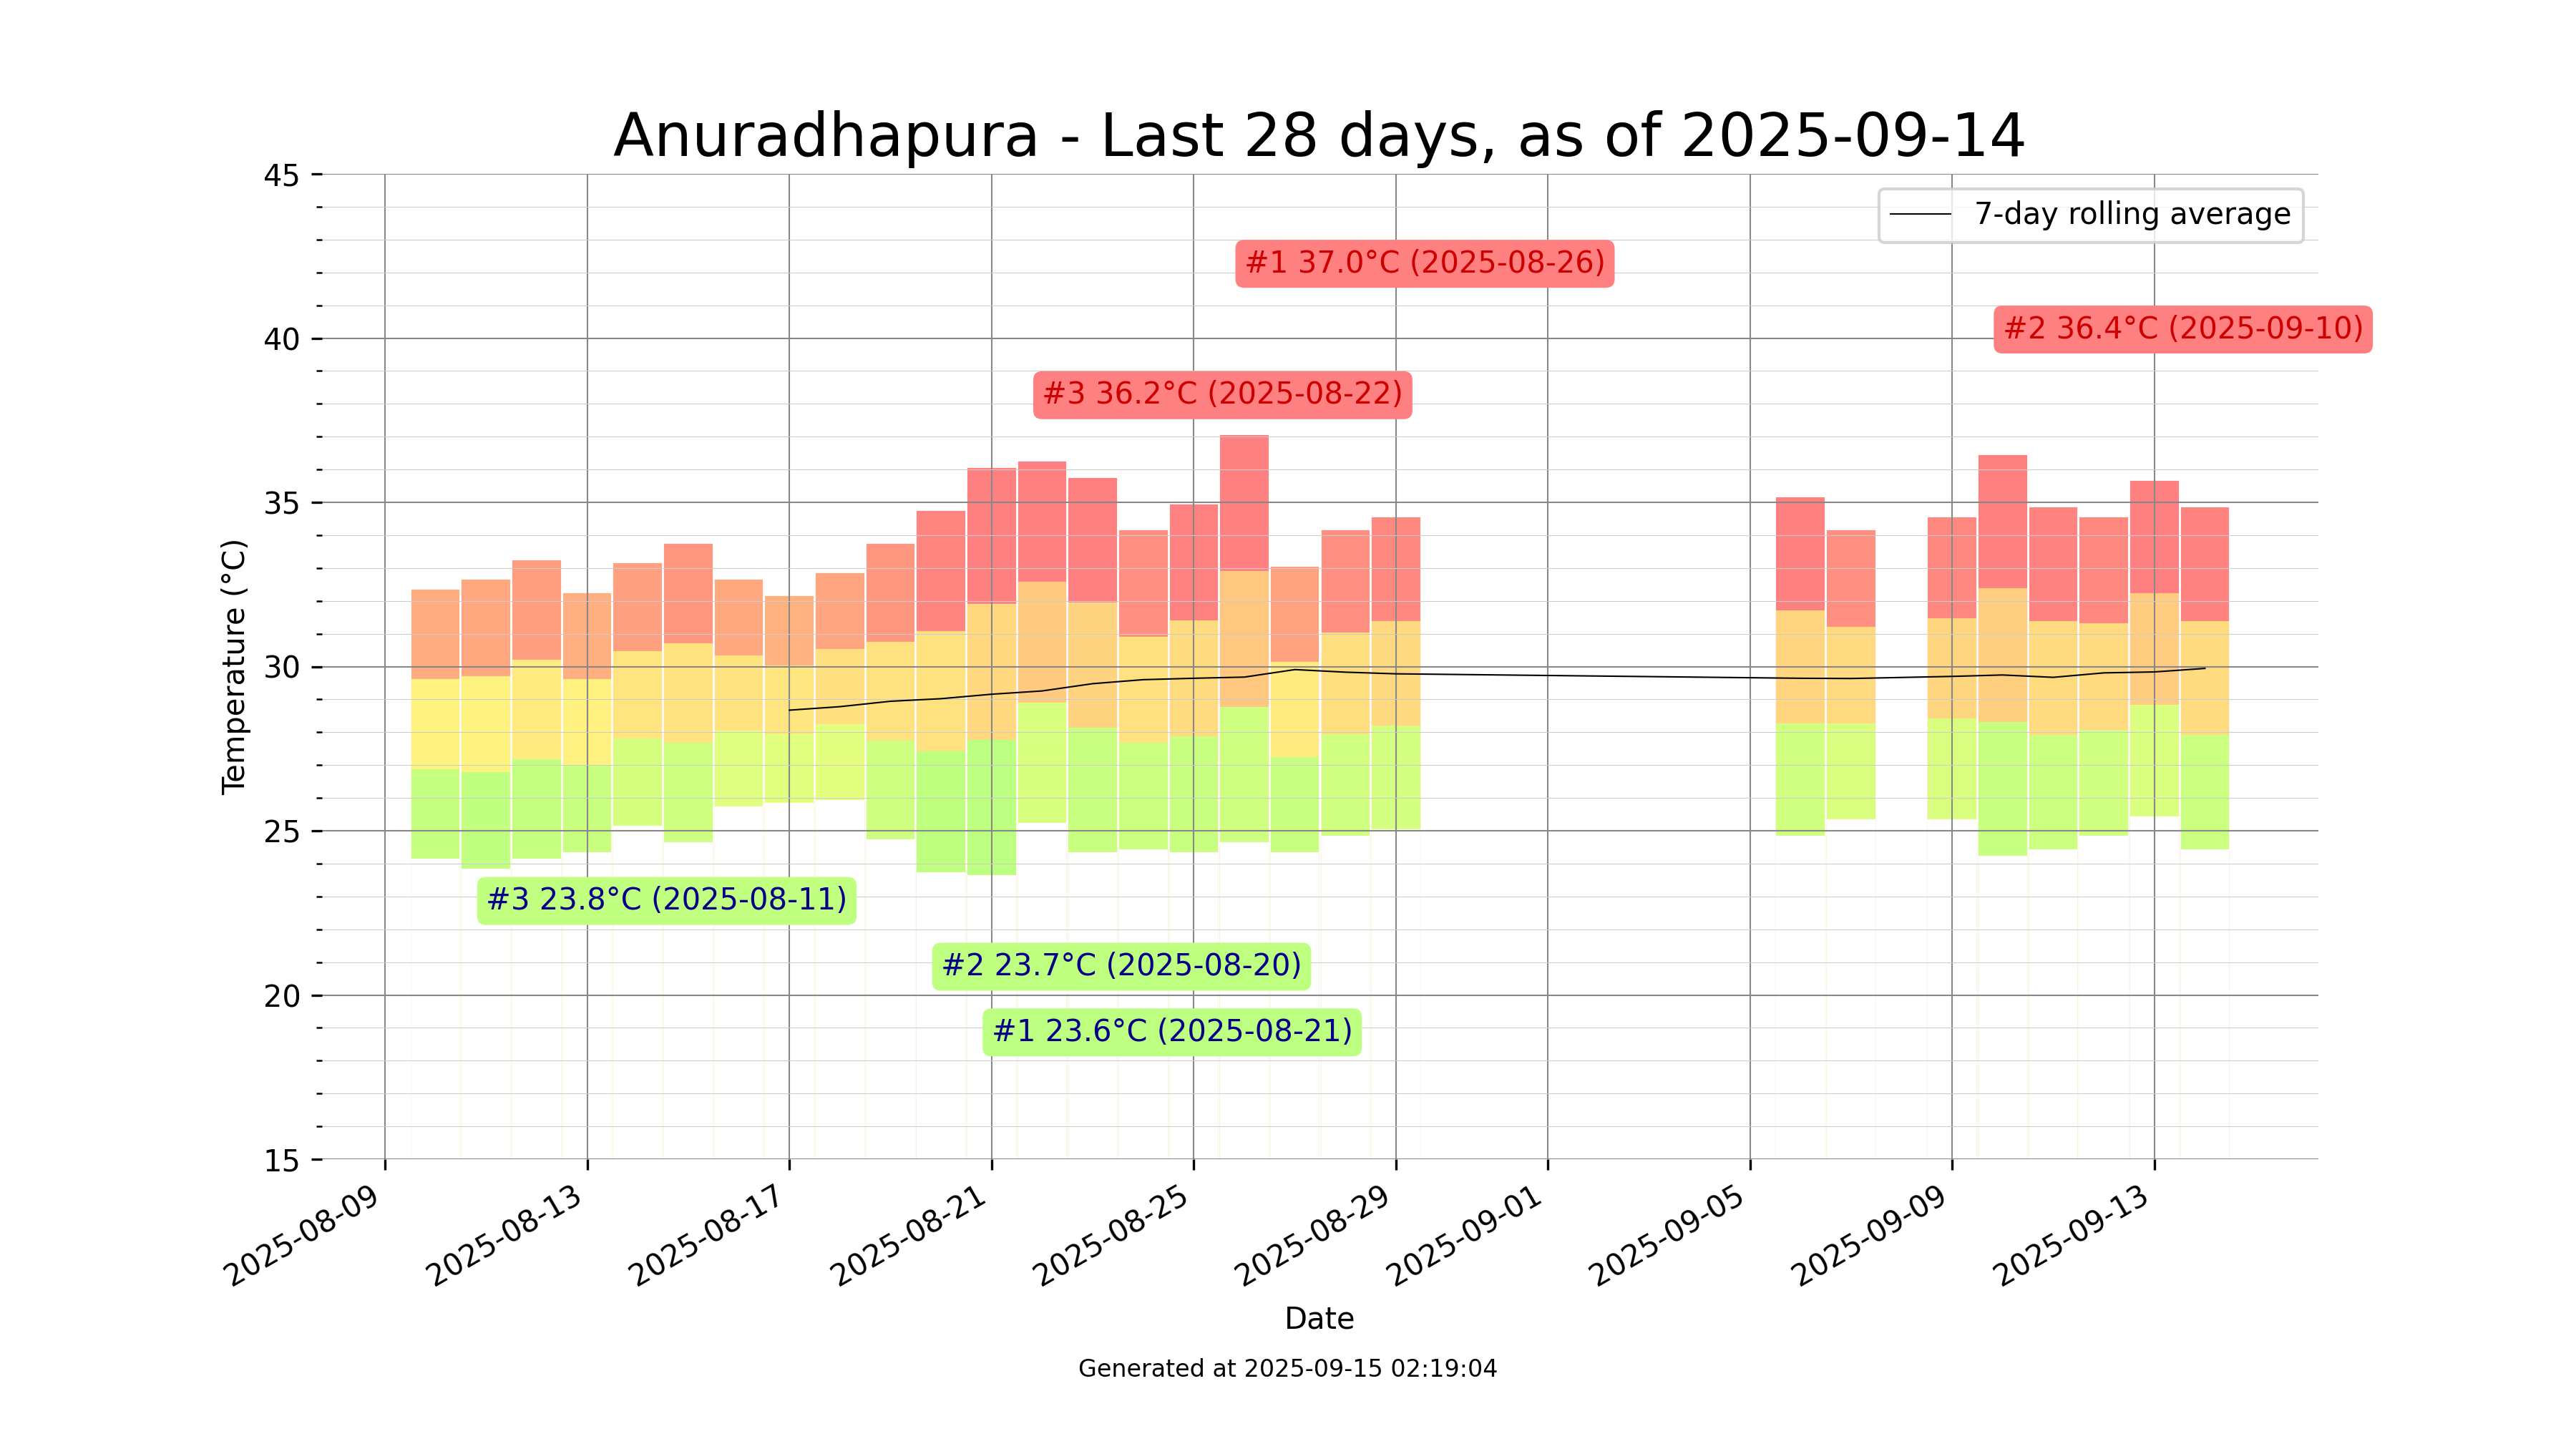 Anuradhapura - Last 28 days, as of 2025-09-14
45
7-day rolling average
#1 37.0°C (2025-08-26)
#2 36.4°C (2025-09-10)
40
#3 36.2°C (2025-08-22)
35
Temperature (°C)
30
25
#3 23.8°C (2025-08-11)
#2 23.7°C (2025-08-20)
20
#1 23.6°C (2025-08-21)
15
2025-08-09
2025-08-13
2025-08-17
2025-08-21
2025-08-25
2025-08-29
2025-09-01
2025-09-05
2025-09-09
2025-09-13
Date
Generated at 2025-09-15 02:19:04